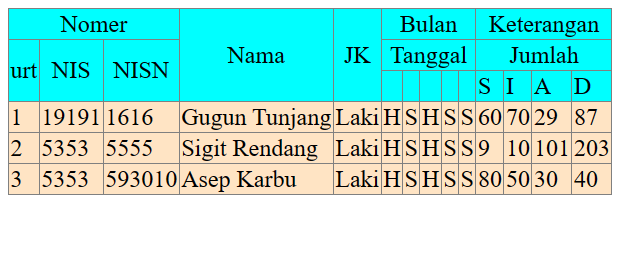 Nomer Nama JK Bulan Keterangan
Tanggal Jumlah
urt NIS NISN
S I A D
1 19191 1616 Gugun Tunjang Laki H S H S S 60 70 29 87
2 5353 5555 Sigit Rendang Laki H S H S S 9 10 101 203
3 5353 593010 Asep Karbu Laki H S H S S 80 50 30 40